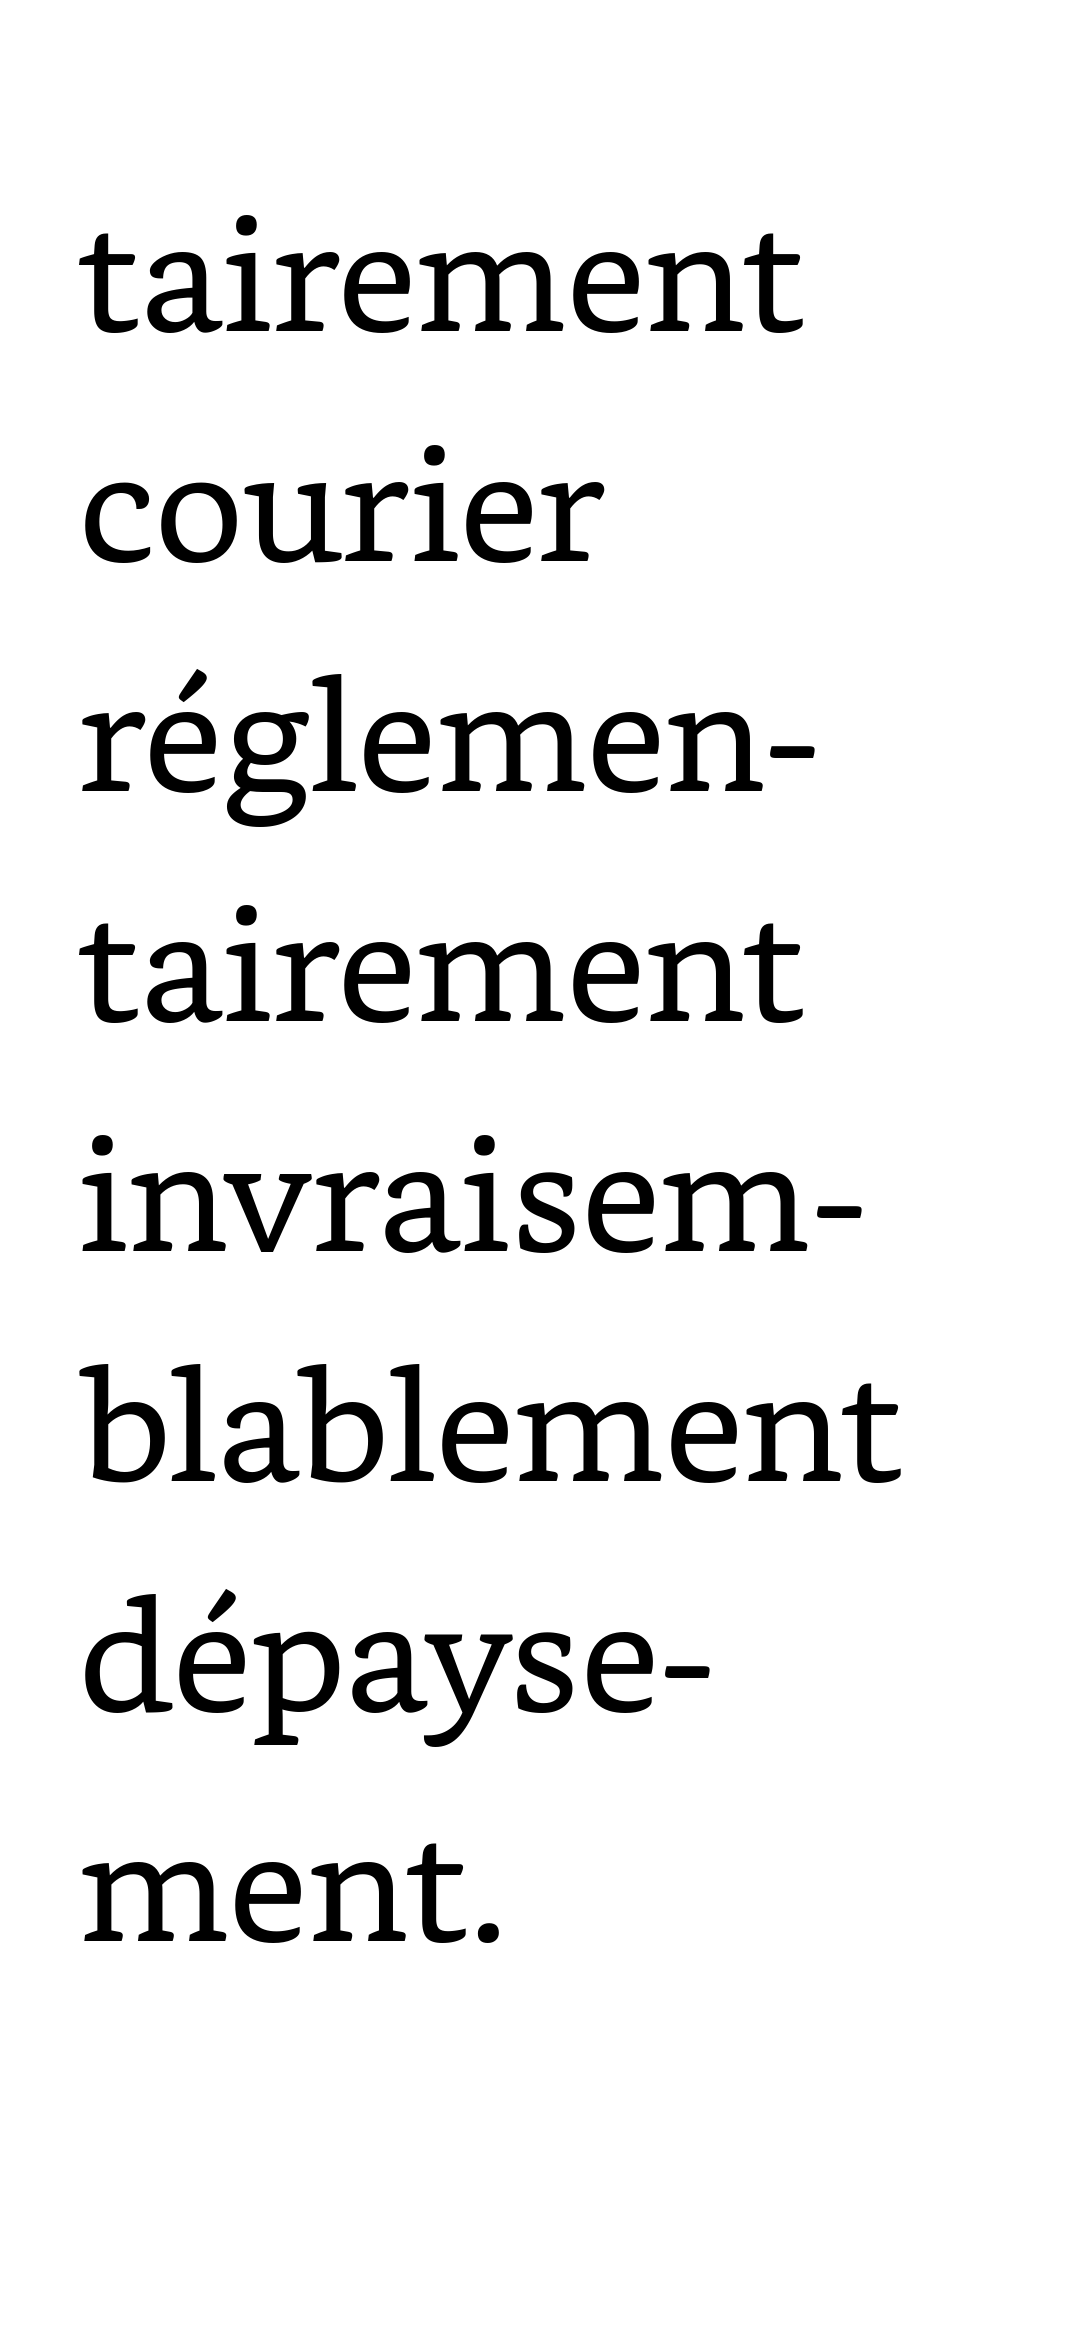 tairement
courier
réglemen-
tairement
invraisem-
blablement
dépayse-
ment.